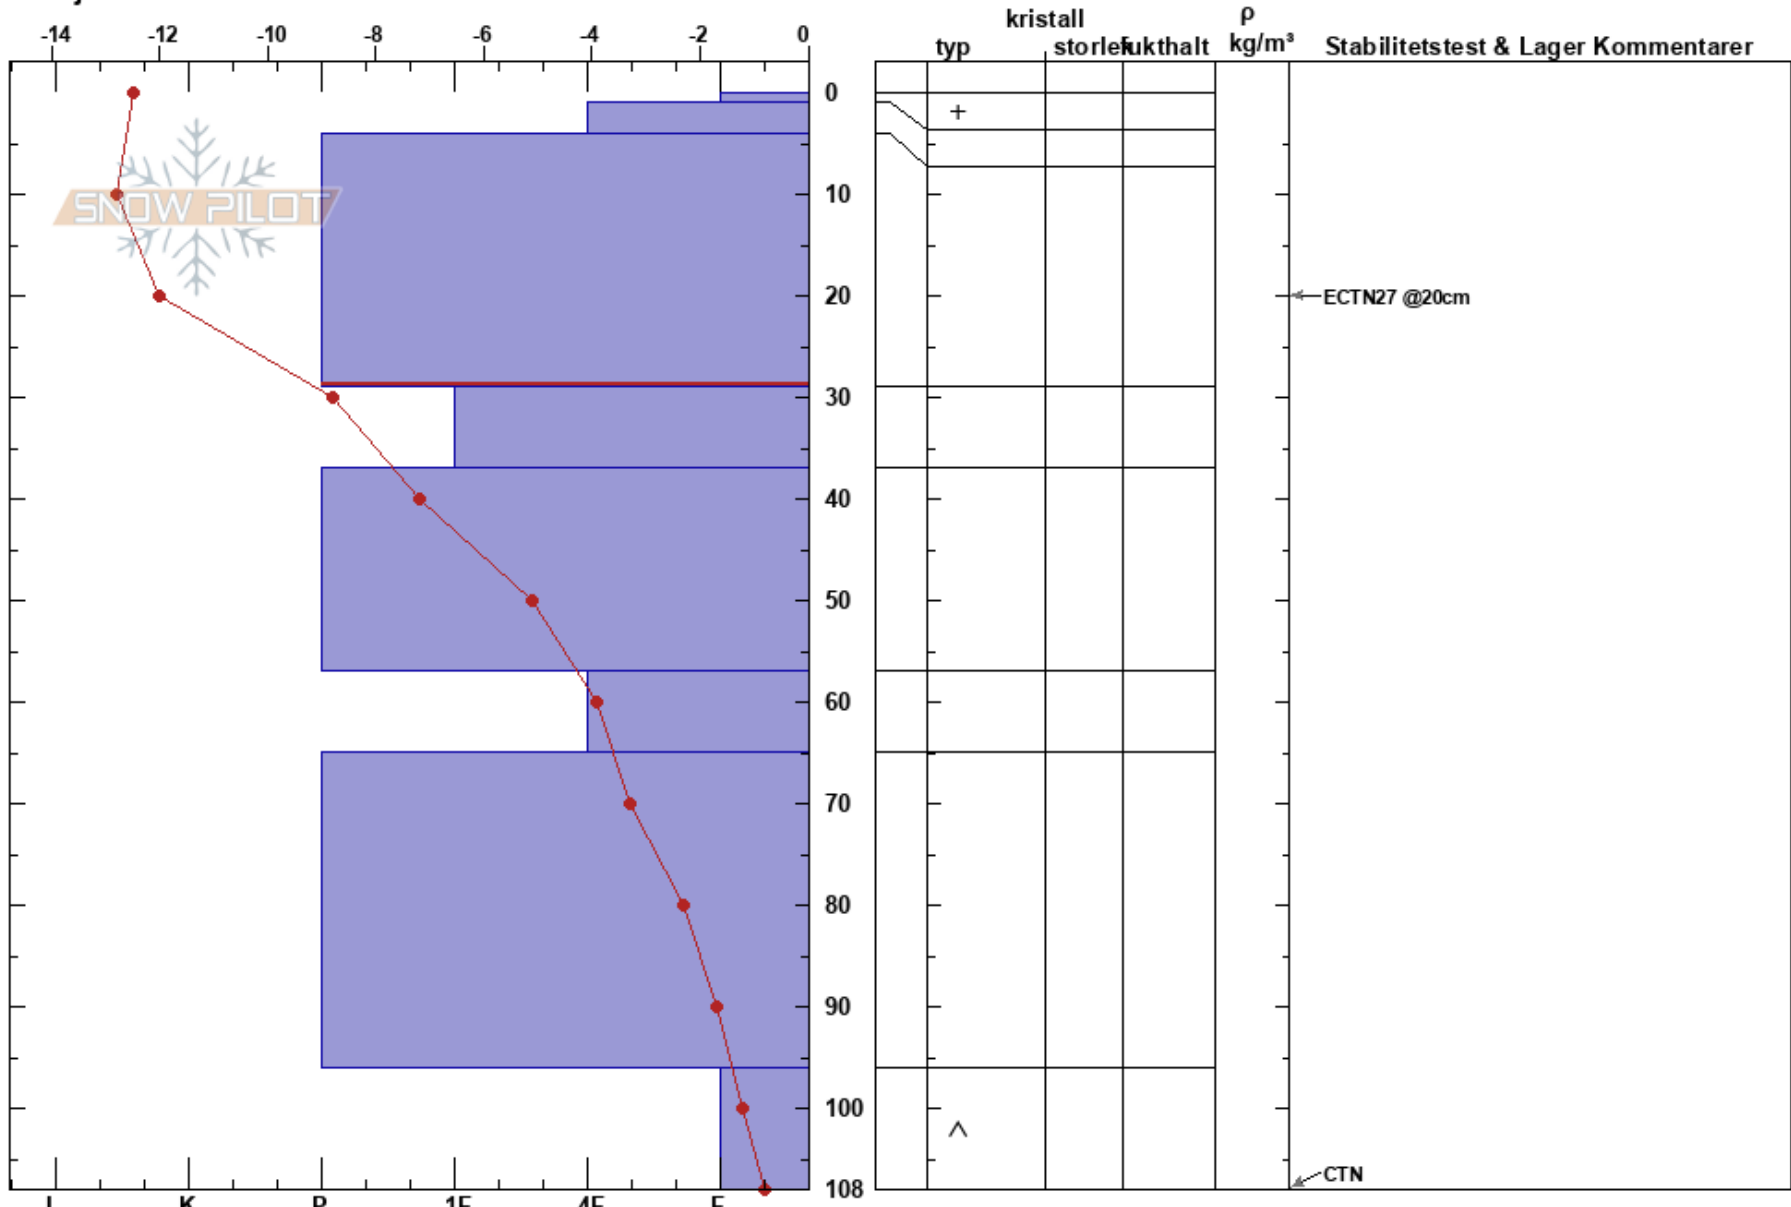 kristall ρ
-14 -12 -10 -8 -6 -4 -2 0 typ storlek fukthalt kg/m³ Stabilitetstest & Lager Kommentarer
0
+
SNOW PILOT 10
20 ECTN27 @20cm
30
40
50
60
70
80
90
100
^
CTN
108
I K P 1F 4F F